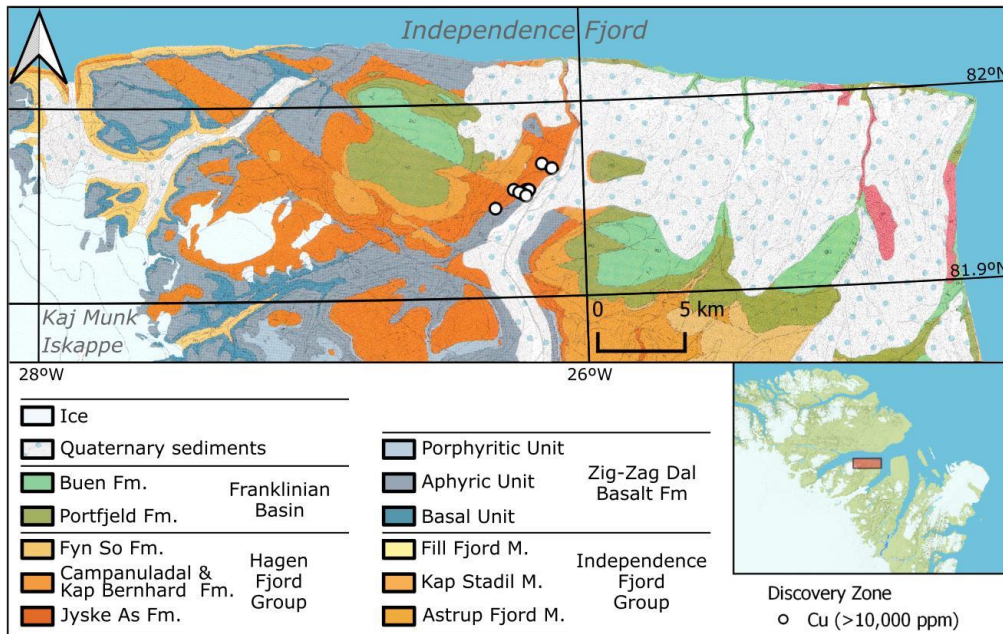 Independence Fjord
82ºN
81.9ºN
Kaj Munk
Iskappe
0 5 km
28ºW
26ºW
Ice
Quaternary sediments
Buen Fm.
Portfjeld Fm.
Franklinian
Basin
Fyn So Fm.
Campanuladal &
Kap Bernhard Fm.
Jyske As Fm.
Hagen
Fjord
Group
Porphyritic Unit
Aphyric Unit
Basal Unit
Zig-Zag Dal
Basalt Fm
Fill Fjord M.
Kap Stadil M.
Astrup Fjord M.
Independence
Fjord
Group
Discovery Zone
Cu (>10,000 ppm)